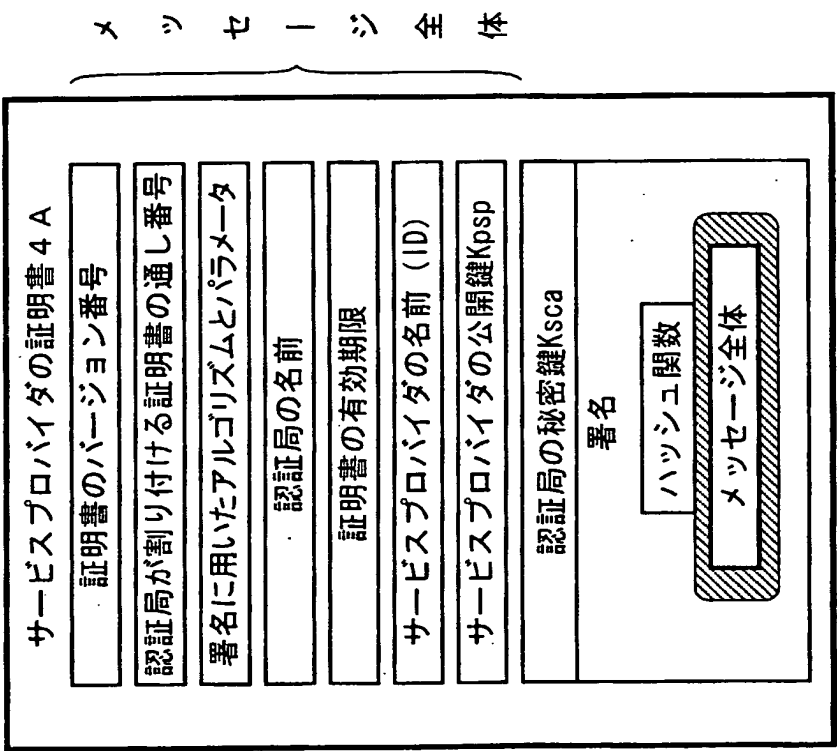 サービスプロバイダの証明書4A
証明書のバージョン番号
認証局が割り付ける証明書の通し番号
署名に用いたアルゴリズムとパラメータ
認証局の名前
証明書の有効期限
サービスプロバイダの名前 (ID)
サービスプロバイダの公開鍵Kpsp
メッセージ全体
認証局の秘密鍵Ksca
署名
ハッシュ関数
メッセージ全体